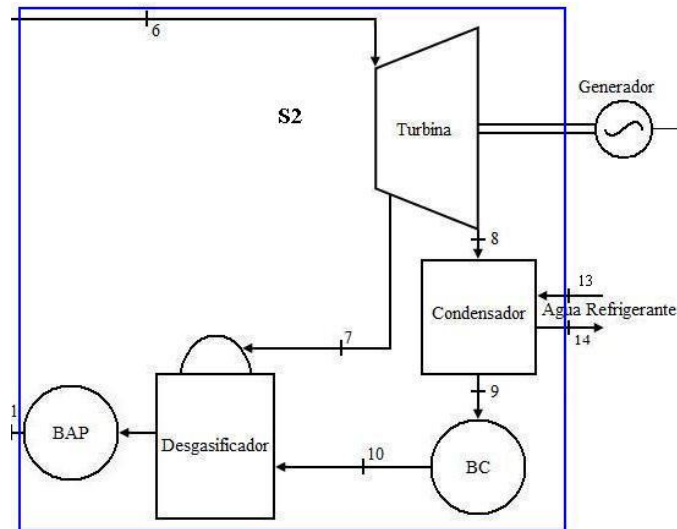 6
Generador
S2
Turbina
8
13
Agua Refrigerante
Condensador
14
7
9
1
BAP
Desgasificador
10
BC